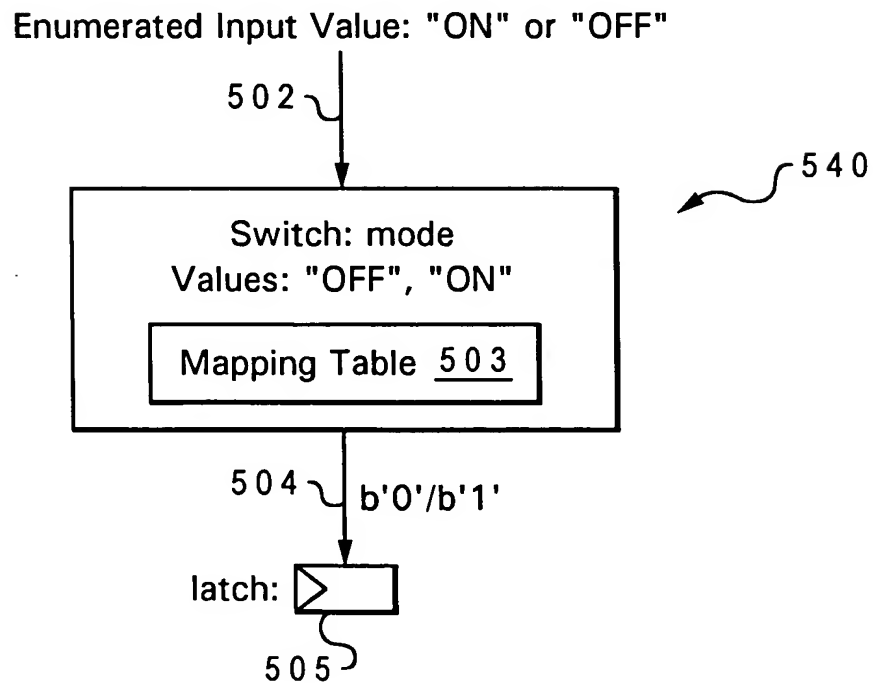 Enumerated Input Value: "ON" or "OFF"
502
540
Switch: mode
Values: "OFF", "ON"
Mapping Table 503
504
b'0'/b'1'
latch:
505